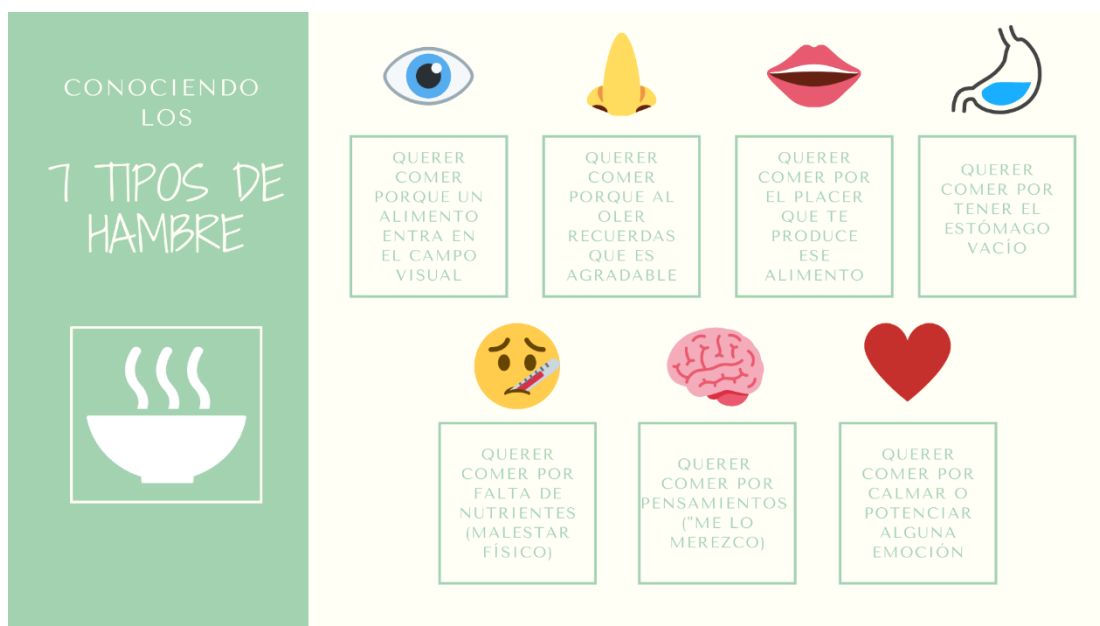 CONOCIENDO
LOS
7 TIPOS DE
HAMBRE
QUERER
COMER
PORQUE UN
ALIMENTO
ENTRA EN
EL CAMPO
VISUAL
QUERER
COMER
PORQUE AL
OLER
RECUERDAS
QUE ES
AGRADABLE
QUERER
COMER POR
EL PLACER
QUE TE
PRODUCE
ESE
ALIMENTO
QUERER
COMER POR
TENER EL
ESTÓMAGO
VACÍO
QUERER
COMER POR
FALTA DE
NUTRIENTES
(MALESTAR
FÍSICO)
QUERER
COMER POR
PENSAMIENTOS
("ME LO
MEREZCO)
QUERER
COMER POR
CALMAR O
POTENCIAR
ALGUNA
EMOCIÓN